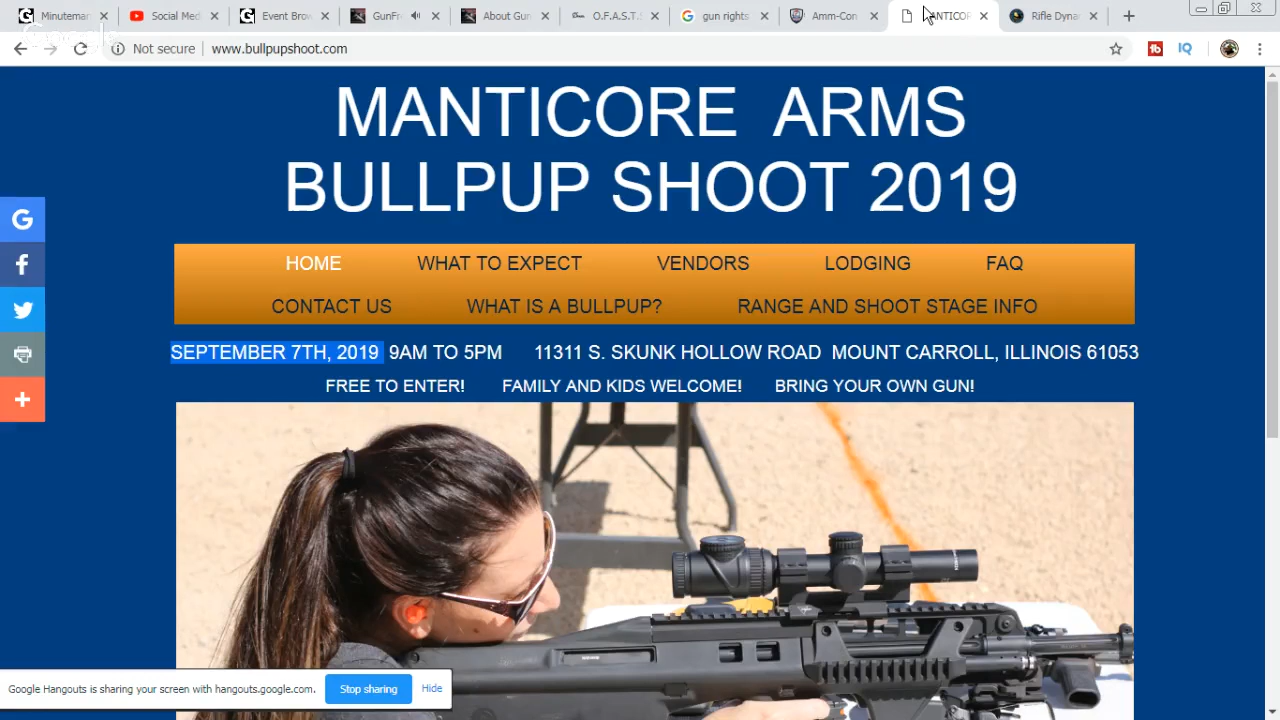 Minuteman
Social Med
Event Brow
GunFre
About Gun
O.F.A.S.T.
gun rights
Amm-Con
MANTICOR
Rifle Dyna
Not secure
www.bullpupshoot.com
Google
MANTICORE ARMS
BULLPUP SHOOT 2019
HOME WHAT TO EXPECT VENDORS LODGING FAQ
CONTACT US WHAT IS A BULLPUP? RANGE AND SHOOT STAGE INFO
SEPTEMBER 7TH, 2019 9AM TO 5PM 11311 S. SKUNK HOLLOW ROAD MOUNT CARROLL, ILLINOIS 61053
FREE TO ENTER! FAMILY AND KIDS WELCOME! BRING YOUR OWN GUN!
Google Hangouts is sharing your screen with hangouts.google.com. Stop sharing Hide